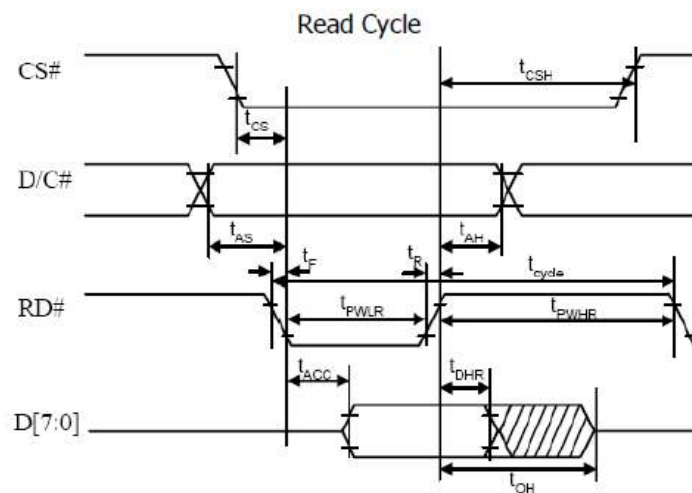 Read Cycle
CS#
tCSH
tCS
D/C#
tAS
tAH
tF
tR
tcycle
RD#
tPWLR
tPWHR
tACC
tDHR
D[7:0]
tOH